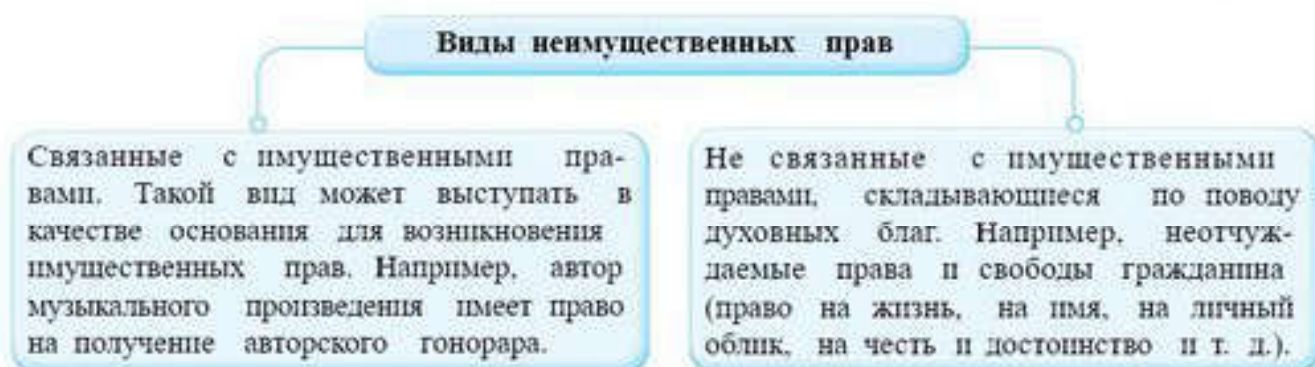 Виды неимущественных прав
Связанные с имущественными пра-
вами. Такой вид может выступать в
качестве основания для возникновения
имущественных прав. Например, автор
музыкального произведения имеет право
на получение авторского гонорара.
Не связанные с имущественными
правами, складывающиеся по поводу
духовных благ. Например, неотчуж-
даемые права и свободы гражданина
(право на жизнь, на имя, на личный
облик, на честь и достоинство и т. д.).